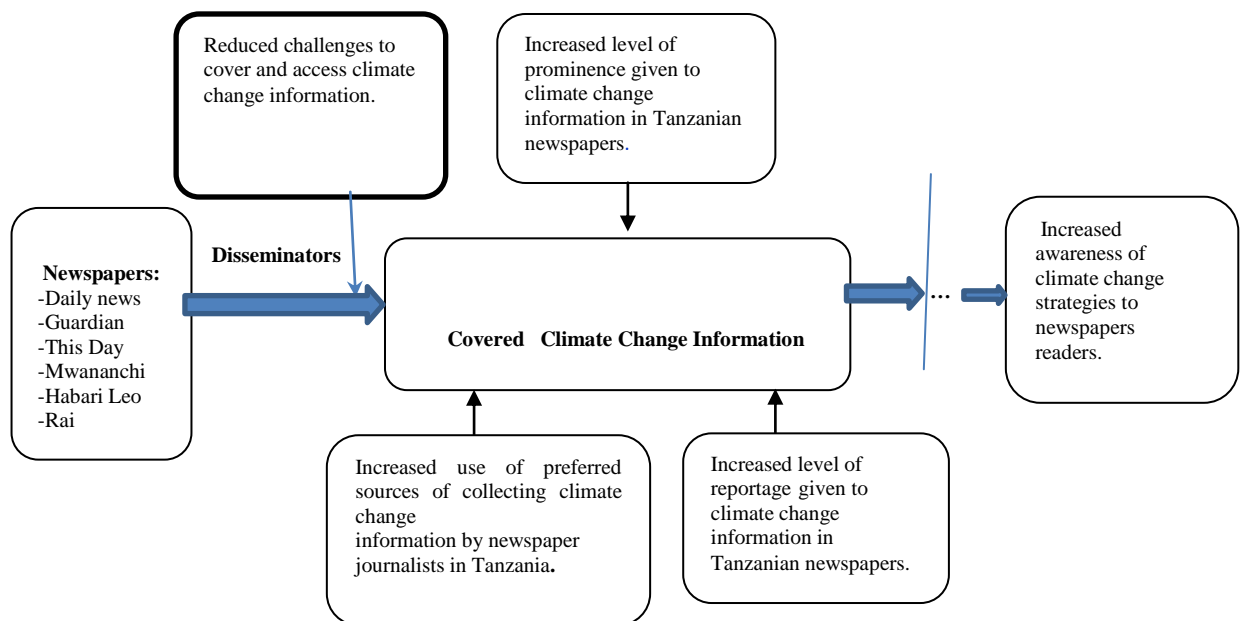 Reduced challenges to
cover and access climate
change information.
Increased level of
prominence given to
climate change
information in Tanzanian
newspapers.
Newspapers:
-Daily news
-Guardian
-This Day
-Mwananchi
-Habari Leo
-Rai
Disseminators
Covered Climate Change Information
...
Increased
awareness of
climate change
strategies to
newspapers
readers.
Increased use of preferred
sources of collecting climate
change
information by newspaper
journalists in Tanzania.
Increased level of
reportage given to
climate change
information in
Tanzanian newspapers.